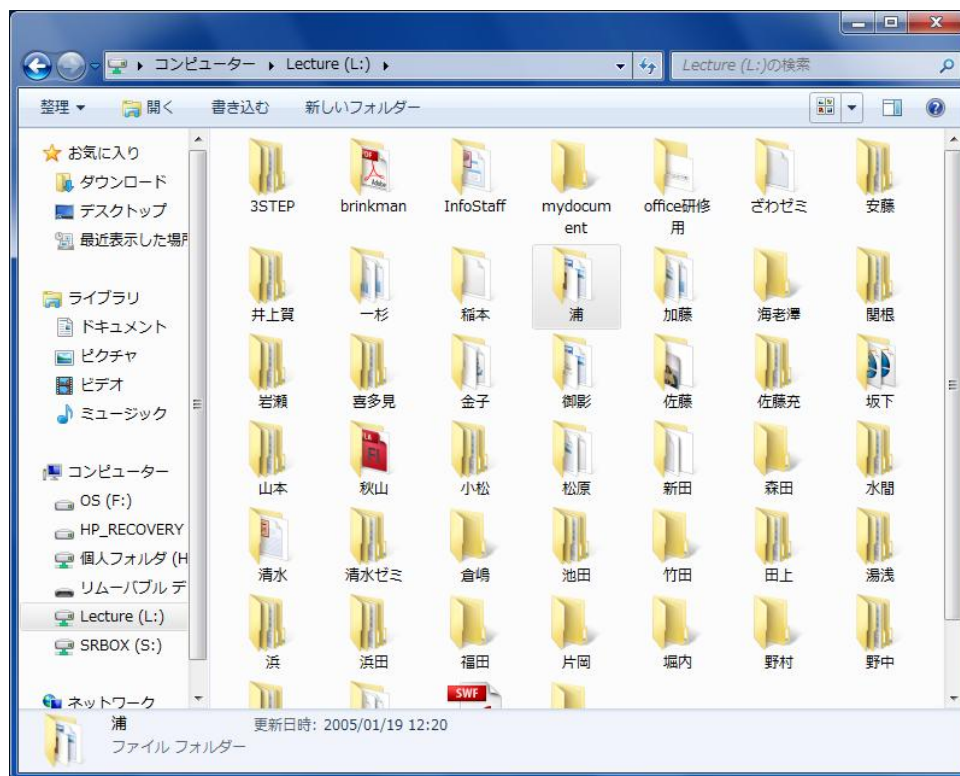 コンピューター ▸ Lecture (L:) ▸
Lecture (L:)の検索
整理 ▼ 開く 書き込む 新しいフォルダー
お気に入り
ダウンロード
デスクトップ
最近表示した場所
ライブラリ
ドキュメント
ピクチャ
ビデオ
ミュージック
コンピューター
OS (F:)
HP_RECOVERY
個人フォルダ (H
リムーバブル デ
Lecture (L:)
SRBOX (S:)
ネットワーク
3STEP brinkman InfoStaff mydocum office研修 ざわゼミ 安藤
ent 用
井上賀 一杉 稲本 浦 加藤 海老澤 関根
岩瀬 喜多見 金子 御影 佐藤 佐藤充 坂下
山本 秋山 小松 松原 新田 森田 水間
清水 清水ゼミ 倉嶋 池田 竹田 田上 湯浅
浜 浜田 福田 片岡 堀内 野村 野中
SWF
浦 更新日時: 2005/01/19 12:20
ファイル フォルダー